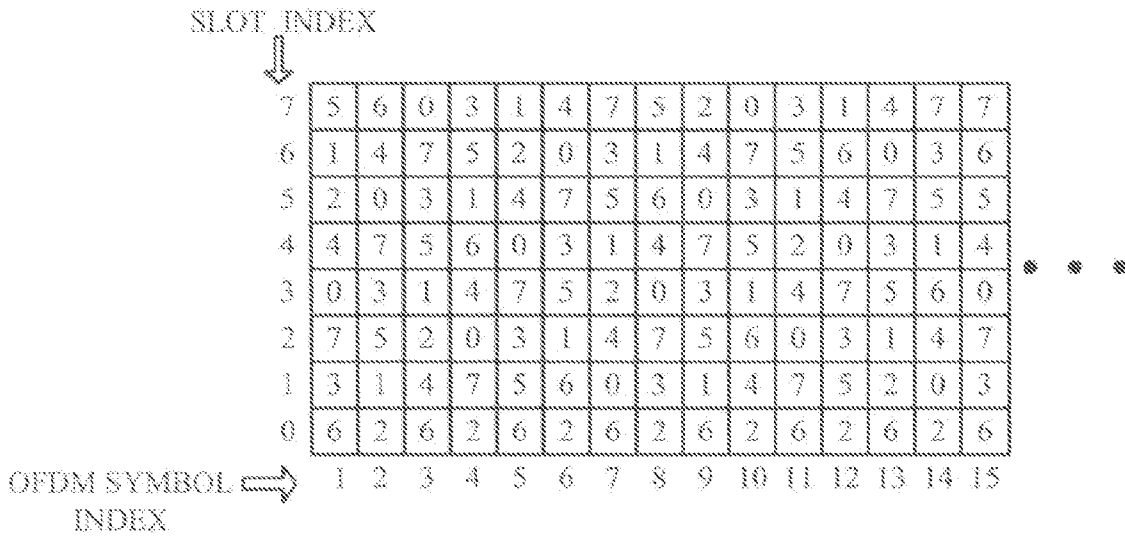 SLOT INDEX
7 5 6 0 3 1 4 7 5 2 0 3 1 4 7 7
6 1 4 7 5 2 0 3 1 4 7 5 6 0 3 6
5 2 0 3 1 4 7 5 6 0 3 1 4 7 5 5
4 4 7 5 6 0 3 1 4 7 5 2 0 3 1 4
3 0 3 1 4 7 5 2 0 3 1 4 7 5 6 0
2 7 5 2 0 3 1 4 7 5 6 0 3 1 4 7
1 3 1 4 7 5 6 0 3 1 4 7 5 2 0 3
0 6 2 6 2 6 2 6 2 6 2 6 2 6 2 6
OFDM SYMBOL 1 2 3 4 5 6 7 8 9 10 11 12 13 14 15
INDEX